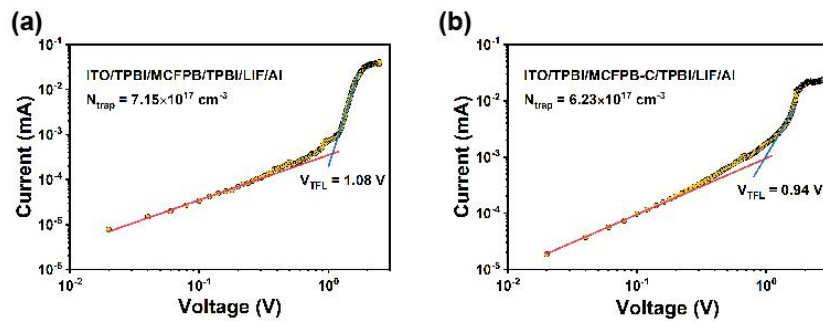 (a)
ITO/TPBI/MCFPB/TPBI/LIF/Al
N_trap = 7.15×10^17 cm^-3
V_TFL = 1.08 V
Current (mA)
10^-1
10^-2
10^-3
10^-4
10^-5
10^-6
10^-2
10^-1
10^0
Voltage (V)
(b)
ITO/TPBI/MCFPB-C/TPBI/LIF/Al
N_trap = 6.23×10^17 cm^-3
V_TFL = 0.94 V
Current (mA)
10^-1
10^-2
10^-3
10^-4
10^-5
10^-2
10^-1
10^0
Voltage (V)